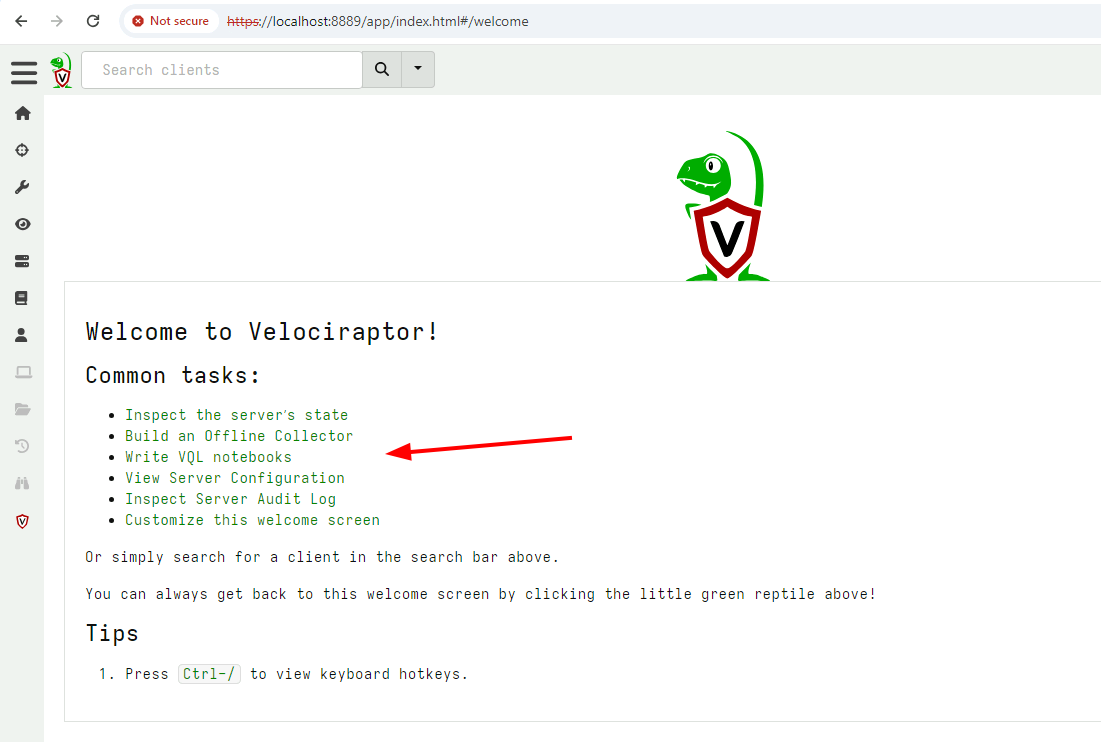 Not secure
https://localhost:8889/app/index.html#/welcome
V
Search clients
V
Welcome to Velociraptor!
Common tasks:
Inspect the server's state
Build an Offline Collector
Write VQL notebooks
View Server Configuration
Inspect Server Audit Log
Customize this welcome screen
Or simply search for a client in the search bar above.
You can always get back to this welcome screen by clicking the little green reptile above!
Tips
1. Press Ctrl-/ to view keyboard hotkeys.
V